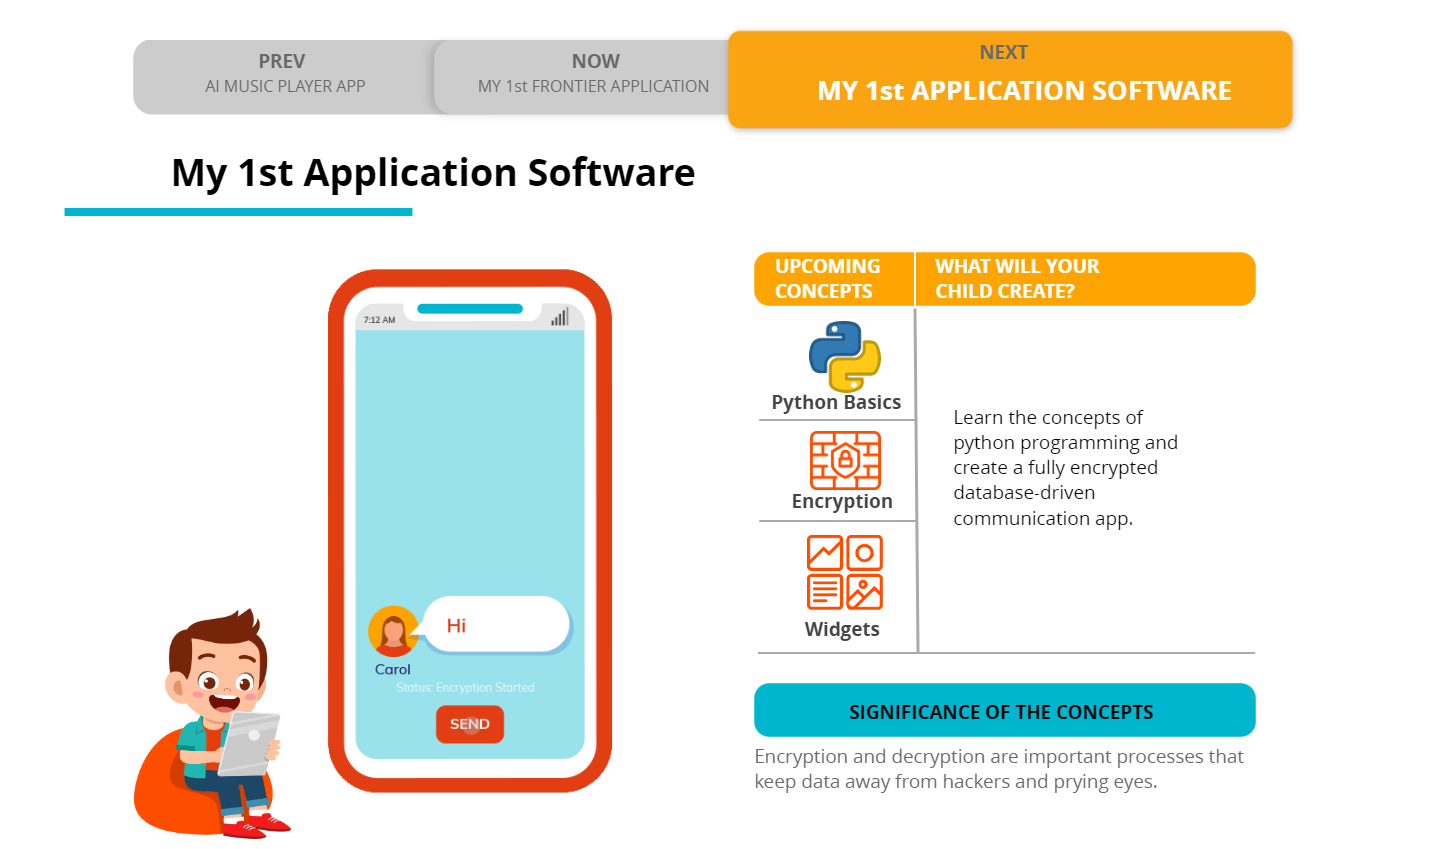 PREV
AI MUSIC PLAYER APP
NOW
MY 1st FRONTIER APPLICATION
NEXT
MY 1st APPLICATION SOFTWARE
My 1st Application Software
7:12 AM
Hi
Carol
Status: Encryption Started
SEND
UPCOMING
CONCEPTS
WHAT WILL YOUR
CHILD CREATE?
Python Basics
Encryption
Widgets
Learn the concepts of
python programming and
create a fully encrypted
database-driven
communication app.
SIGNIFICANCE OF THE CONCEPTS
Encryption and decryption are important processes that
keep data away from hackers and prying eyes.